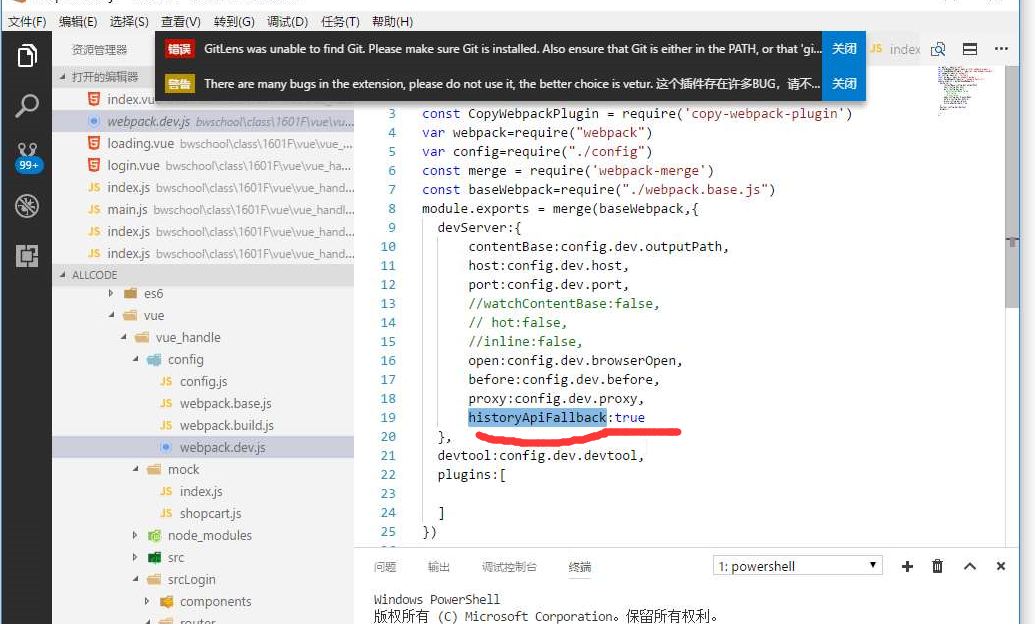 文件(F) 编辑(E) 选择(S) 查看(V) 转到(G) 调试(D) 任务(T) 帮助(H)
资源管理器
错误 GitLens was unable to find Git. Please make sure Git is installed. Also ensure that Git is either in the PATH, or that 'gi... 关闭
JS index
警告 There are many bugs in the extension, please do not use it, the better choice is vetur. 这个插件存在许多BUG，请不... 关闭
打开的编辑器
index.vu
webpack.dev.js bwschool\class\1601F\vue\vu...
loading.vue bwschool\class\1601F\vue\vue_...
login.vue bwschool\class\1601F\vue\vue_ha...
JS index.js bwschool\class\1601F\vue\vue_hand...
JS main.js bwschool\class\1601F\vue\vue_handl...
JS index.js bwschool\class\1601F\vue\vue_hand...
JS index.js bwschool\class\1601F\vue\vue_hand...
99+
ALLCODE
es6
vue
vue_handle
config
JS config.js
JS webpack.base.js
JS webpack.build.js
webpack.dev.js
mock
JS index.js
JS shopcart.js
node_modules
src
srcLogin
components
router
3 const CopyWebpackPlugin = require('copy-webpack-plugin')
4 var webpack=require("webpack")
5 var config=require("./config")
6 const merge = require('webpack-merge')
7 const baseWebpack=require("./webpack.base.js")
8 module.exports = merge(baseWebpack,{
9 devServer:{
10 contentBase:config.dev.outputPath,
11 host:config.dev.host,
12 port:config.dev.port,
13 //watchContentBase:false,
14 // hot:false,
15 //inline:false,
16 open:config.dev.browserOpen,
17 before:config.dev.before,
18 proxy:config.dev.proxy,
19 historyApiFallback:true
20 },
21 devtool:config.dev.devtool,
22 plugins:[
23
24 ]
25 })
问题 输出 调试控制台 终端 1: powershell
Windows PowerShell
版权所有 (C) Microsoft Corporation。保留所有权利。